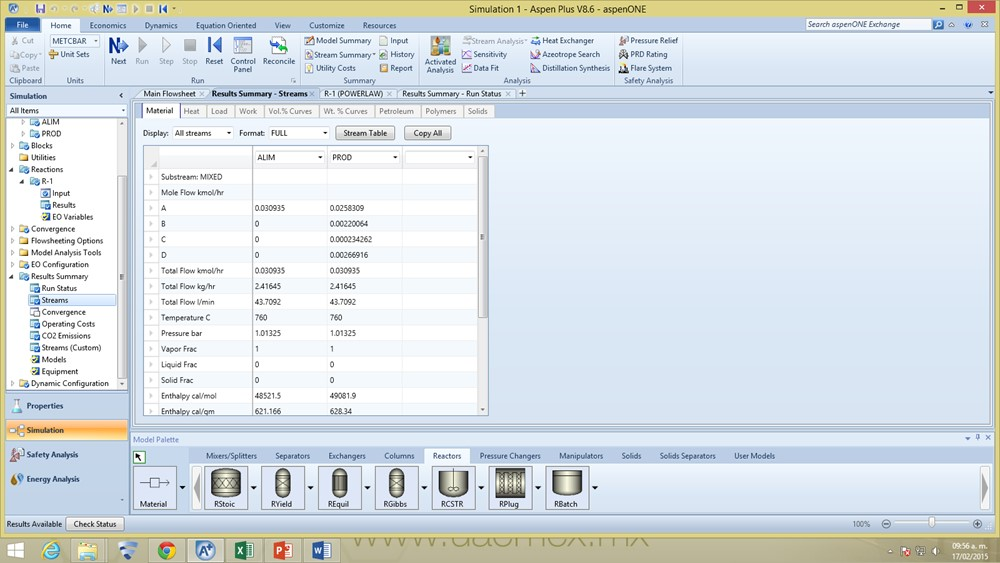 Simulation 1 - Aspen Plus V8.6 - aspenONE
File Home Economics Dynamics Equation Oriented View Customize Resources Search aspenONE Exchange
Cut METCBAR Model Summary Input Stream Analysis Heat Exchanger Pressure Relief
Copy Unit Sets Next Run Step Stop Reset Control Panel Reconcile Stream Summary History Activated Analysis Sensitivity Azeotrope Search PRD Rating
Paste Utility Costs Report Data Fit Distillation Synthesis Flare System
Clipboard Units Run Summary Analysis Safety Analysis
Simulation
All Items
ALIM
PROD
Blocks
Utilities
Reactions
R-1
Input
Results
EO Variables
Convergence
Flowsheeting Options
Model Analysis Tools
EO Configuration
Results Summary
Run Status
Streams
Convergence
Operating Costs
CO2 Emissions
Streams (Custom)
Models
Equipment
Dynamic Configuration
Properties
Simulation
Safety Analysis
Energy Analysis
Main Flowsheet Results Summary - Streams R-1 (POWERLAW) Results Summary - Run Status
Material Heat Load Work Vol.% Curves Wt. % Curves Petroleum Polymers Solids
Display: All streams Format: FULL Stream Table Copy All
ALIM PROD
Substream: MIXED
Mole Flow kmol/hr
A 0.030935 0.0258309
B 0 0.00220064
C 0 0.000234262
D 0 0.00266916
Total Flow kmol/hr 0.030935 0.030935
Total Flow kg/hr 2.41645 2.41645
Total Flow l/min 43.7092 43.7092
Temperature C 760 760
Pressure bar 1.01325 1.01325
Vapor Frac 1 1
Liquid Frac 0 0
Solid Frac 0 0
Enthalpy cal/mol 48521.5 49081.9
Enthalpy cal/gm 621.166 628.34
Model Palette
Mixers/Splitters Separators Exchangers Columns Reactors Pressure Changers Manipulators Solids Solids Separators User Models
Material RStoic RYield REquil RGibbs RCSTR RPlug RBatch
Results Available Check Status 100%
09:56 a. m.
17/02/2015